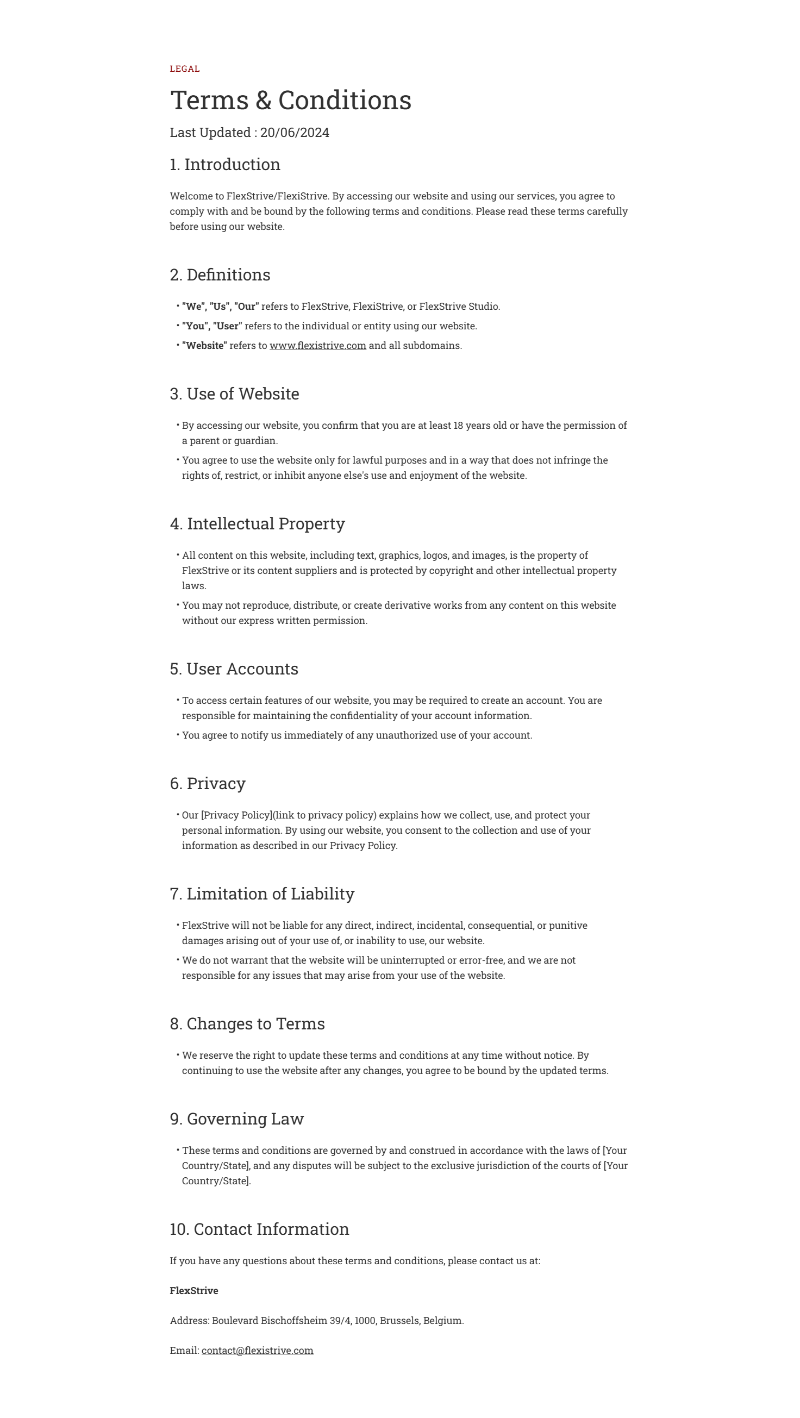 LEGAL
Terms & Conditions
Last Updated : 20/06/2024
1. Introduction
Welcome to FlexStrive/FlexiStrive. By accessing our website and using our services, you agree to
comply with and be bound by the following terms and conditions. Please read these terms carefully
before using our website.
2. Definitions
• "We", "Us", "Our" refers to FlexStrive, FlexiStrive, or FlexStrive Studio.
• "You", "User" refers to the individual or entity using our website.
• "Website" refers to www.flexistrive.com and all subdomains.
3. Use of Website
• By accessing our website, you confirm that you are at least 18 years old or have the permission of
a parent or guardian.
• You agree to use the website only for lawful purposes and in a way that does not infringe the
rights of, restrict, or inhibit anyone else's use and enjoyment of the website.
4. Intellectual Property
• All content on this website, including text, graphics, logos, and images, is the property of
FlexStrive or its content suppliers and is protected by copyright and other intellectual property
laws.
• You may not reproduce, distribute, or create derivative works from any content on this website
without our express written permission.
5. User Accounts
• To access certain features of our website, you may be required to create an account. You are
responsible for maintaining the confidentiality of your account information.
• You agree to notify us immediately of any unauthorized use of your account.
6. Privacy
• Our [Privacy Policy](link to privacy policy) explains how we collect, use, and protect your
personal information. By using our website, you consent to the collection and use of your
information as described in our Privacy Policy.
7. Limitation of Liability
• FlexStrive will not be liable for any direct, indirect, incidental, consequential, or punitive
damages arising out of your use of, or inability to use, our website.
• We do not warrant that the website will be uninterrupted or error-free, and we are not
responsible for any issues that may arise from your use of the website.
8. Changes to Terms
• We reserve the right to update these terms and conditions at any time without notice. By
continuing to use the website after any changes, you agree to be bound by the updated terms.
9. Governing Law
• These terms and conditions are governed by and construed in accordance with the laws of [Your
Country/State], and any disputes will be subject to the exclusive jurisdiction of the courts of [Your
Country/State].
10. Contact Information
If you have any questions about these terms and conditions, please contact us at:
FlexStrive
Address: Boulevard Bischoffsheim 39/4, 1000, Brussels, Belgium.
Email: contact@flexistrive.com